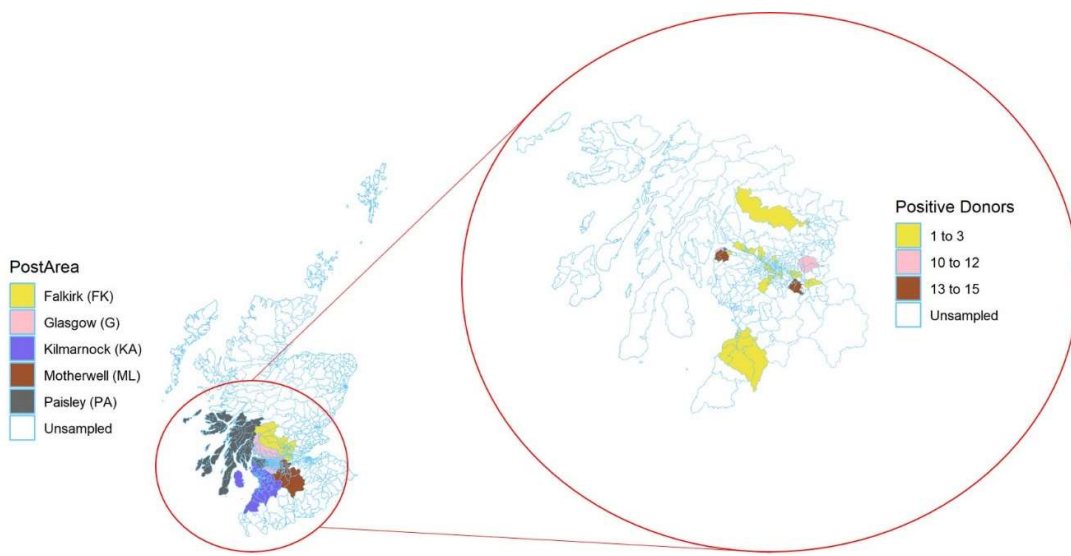 PostArea
Falkirk (FK)
Glasgow (G)
Kilmarnock (KA)
Motherwell (ML)
Paisley (PA)
Unsampled
Positive Donors
1 to 3
10 to 12
13 to 15
Unsampled